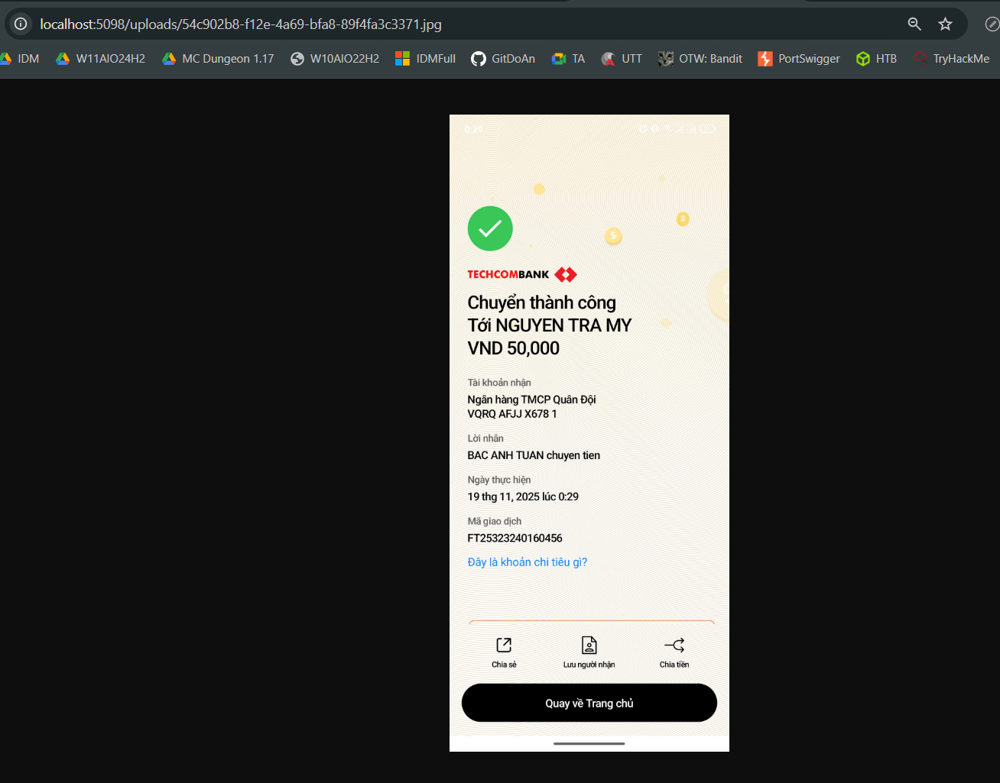 localhost:5098/uploads/54c902b8-f12e-4a69-bfa8-89f4fa3c3371.jpg
IDM W11AIO24H2 MC Dungeon 1.17 W10AIO22H2 IDMFull GitDoAn TA UTT OTW: Bandit PortSwigger HTB TryHackMe
0:29
TECHCOMBANK
Chuyển thành công
Tới NGUYEN TRA MY
VND 50,000
Tài khoản nhận
Ngân hàng TMCP Quân Đội
VQRQ AFJJ X678 1
Lời nhắn
BAC ANH TUAN chuyen tien
Ngày thực hiện
19 thg 11, 2025 lúc 0:29
Mã giao dịch
FT25323240160456
Đây là khoản chi tiêu gì?
Chia sẻ Lưu người nhận Chia tiền
Quay về Trang chủ